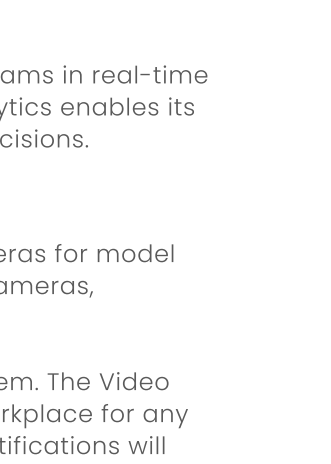 ams in real-time
ytics enables its
cisions.
eras for model
ameras,
em. The Video
rkplace for any
tifications will